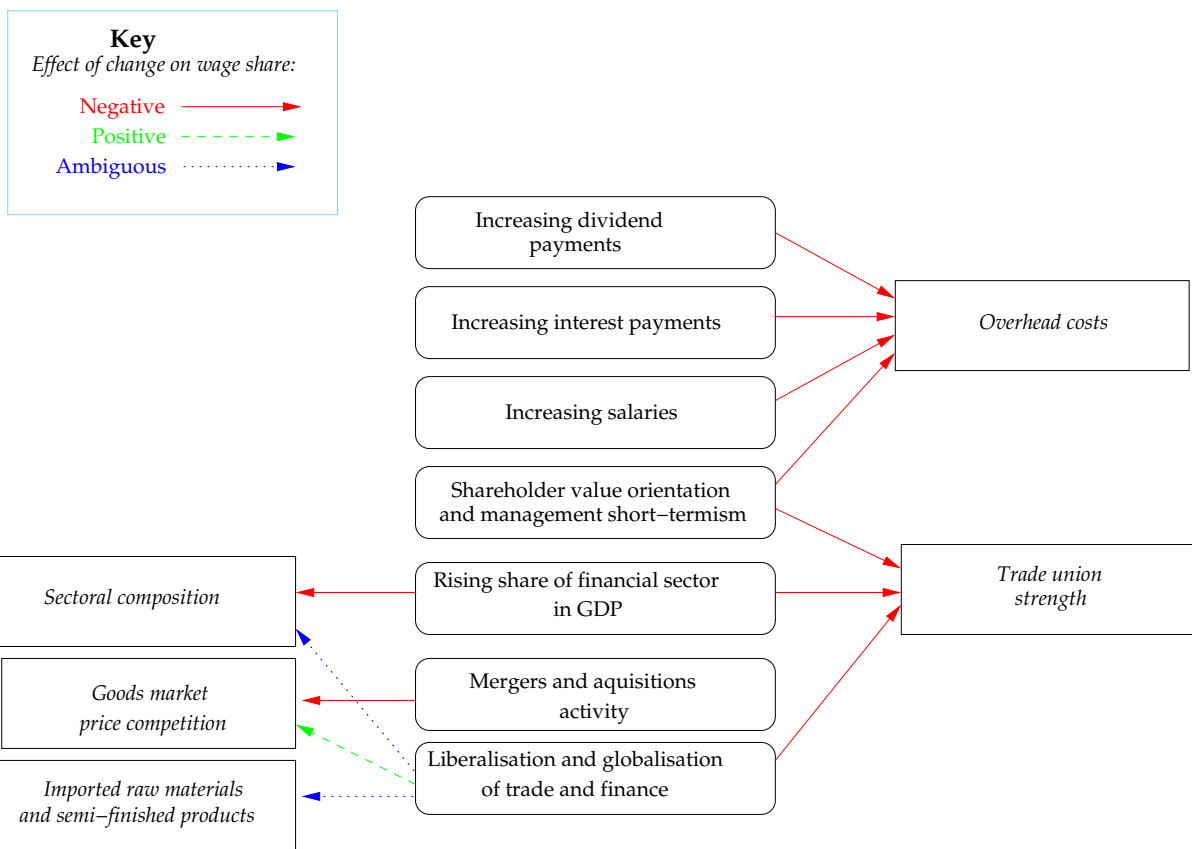 Key
Effect of change on wage share:
Negative
Positive
Ambiguous
Increasing dividend
payments
Increasing interest payments
Overhead costs
Increasing salaries
Shareholder value orientation
and management short−termism
Rising share of financial sector
in GDP
Sectoral composition
Trade union
strength
Mergers and aquisitions
activity
Goods market
price competition
Liberalisation and globalisation
of trade and finance
Imported raw materials
and semi−finished products